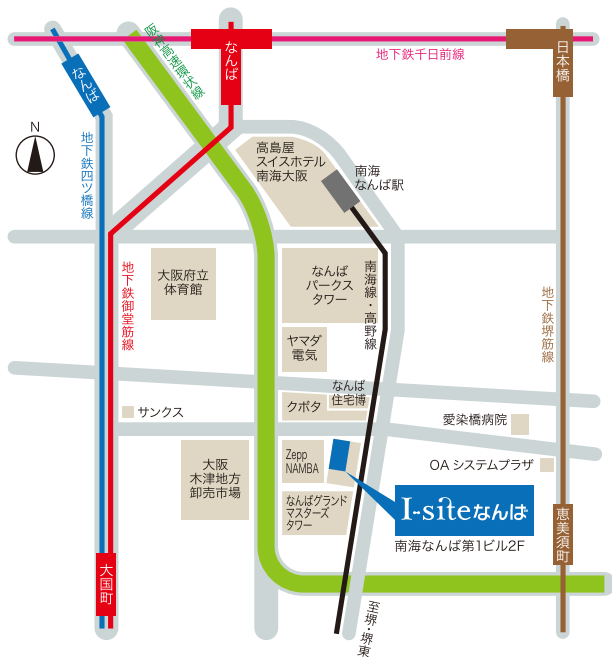 なんば
阪神高速環状線
なんば
地下鉄千日前線
日本橋
N
地下鉄四ツ橋線
高島屋
スイスホテル
南海大阪
南海
なんば駅
大阪府立
体育館
地下鉄御堂筋線
なんば
パークス
タワー
南海線・高野線
地下鉄堺筋線
ヤマダ
電気
なんば
住宅博
クボタ
サンクス
愛染橋病院
大阪
木津地方
卸売市場
Zepp
NAMBA
OAシステムプラザ
なんばグランド
マスターズ
タワー
I-siteなんば
南海なんば第1ビル2F
恵美須町
大国町
至堺・堺東